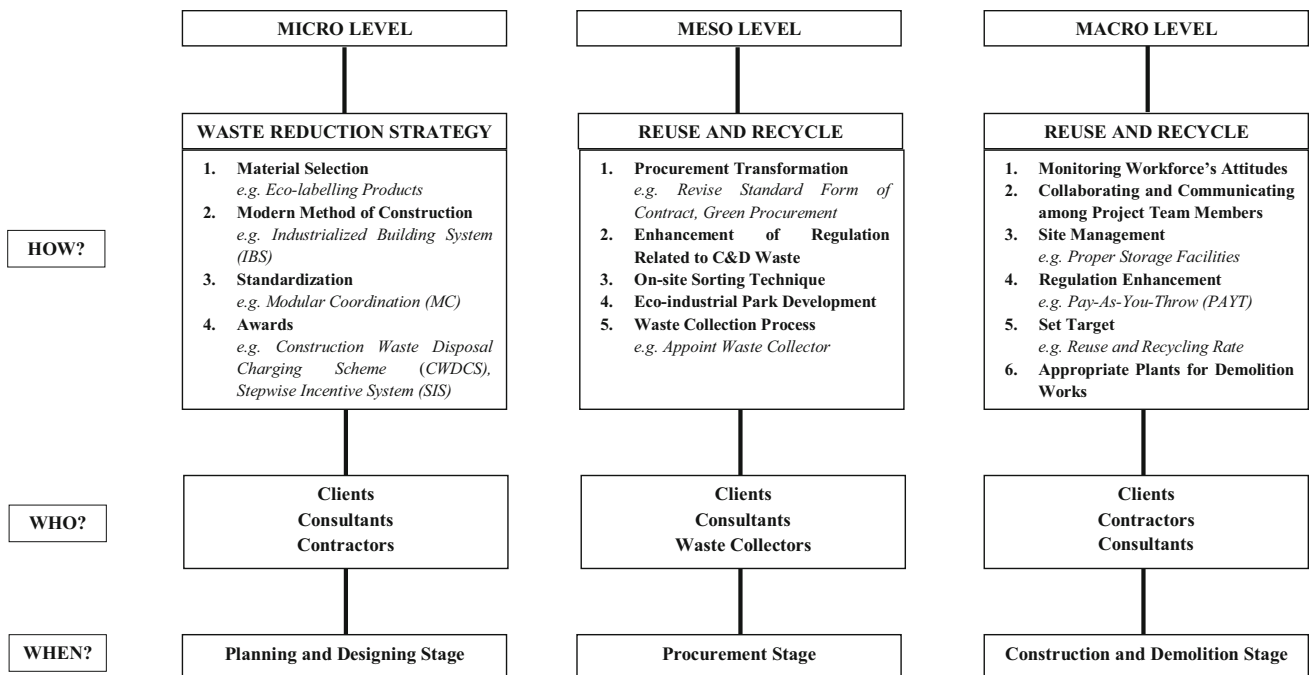 MICRO LEVEL
MESO LEVEL
MACRO LEVEL
HOW?
WASTE REDUCTION STRATEGY
1. Material Selection
e.g. Eco-labelling Products
2. Modern Method of Construction
e.g. Industrialized Building System
(IBS)
3. Standardization
e.g. Modular Coordination (MC)
4. Awards
e.g. Construction Waste Disposal
Charging Scheme (CWDCS),
Stepwise Incentive System (SIS)
REUSE AND RECYCLE
1. Procurement Transformation
e.g. Revise Standard Form of
Contract, Green Procurement
2. Enhancement of Regulation
Related to C&D Waste
3. On-site Sorting Technique
4. Eco-industrial Park Development
5. Waste Collection Process
e.g. Appoint Waste Collector
REUSE AND RECYCLE
1. Monitoring Workforce's Attitudes
2. Collaborating and Communicating
among Project Team Members
3. Site Management
e.g. Proper Storage Facilities
4. Regulation Enhancement
e.g. Pay-As-You-Throw (PAYT)
5. Set Target
e.g. Reuse and Recycling Rate
6. Appropriate Plants for Demolition
Works
WHO?
Clients
Consultants
Contractors
Clients
Consultants
Waste Collectors
Clients
Contractors
Consultants
WHEN?
Planning and Designing Stage
Procurement Stage
Construction and Demolition Stage